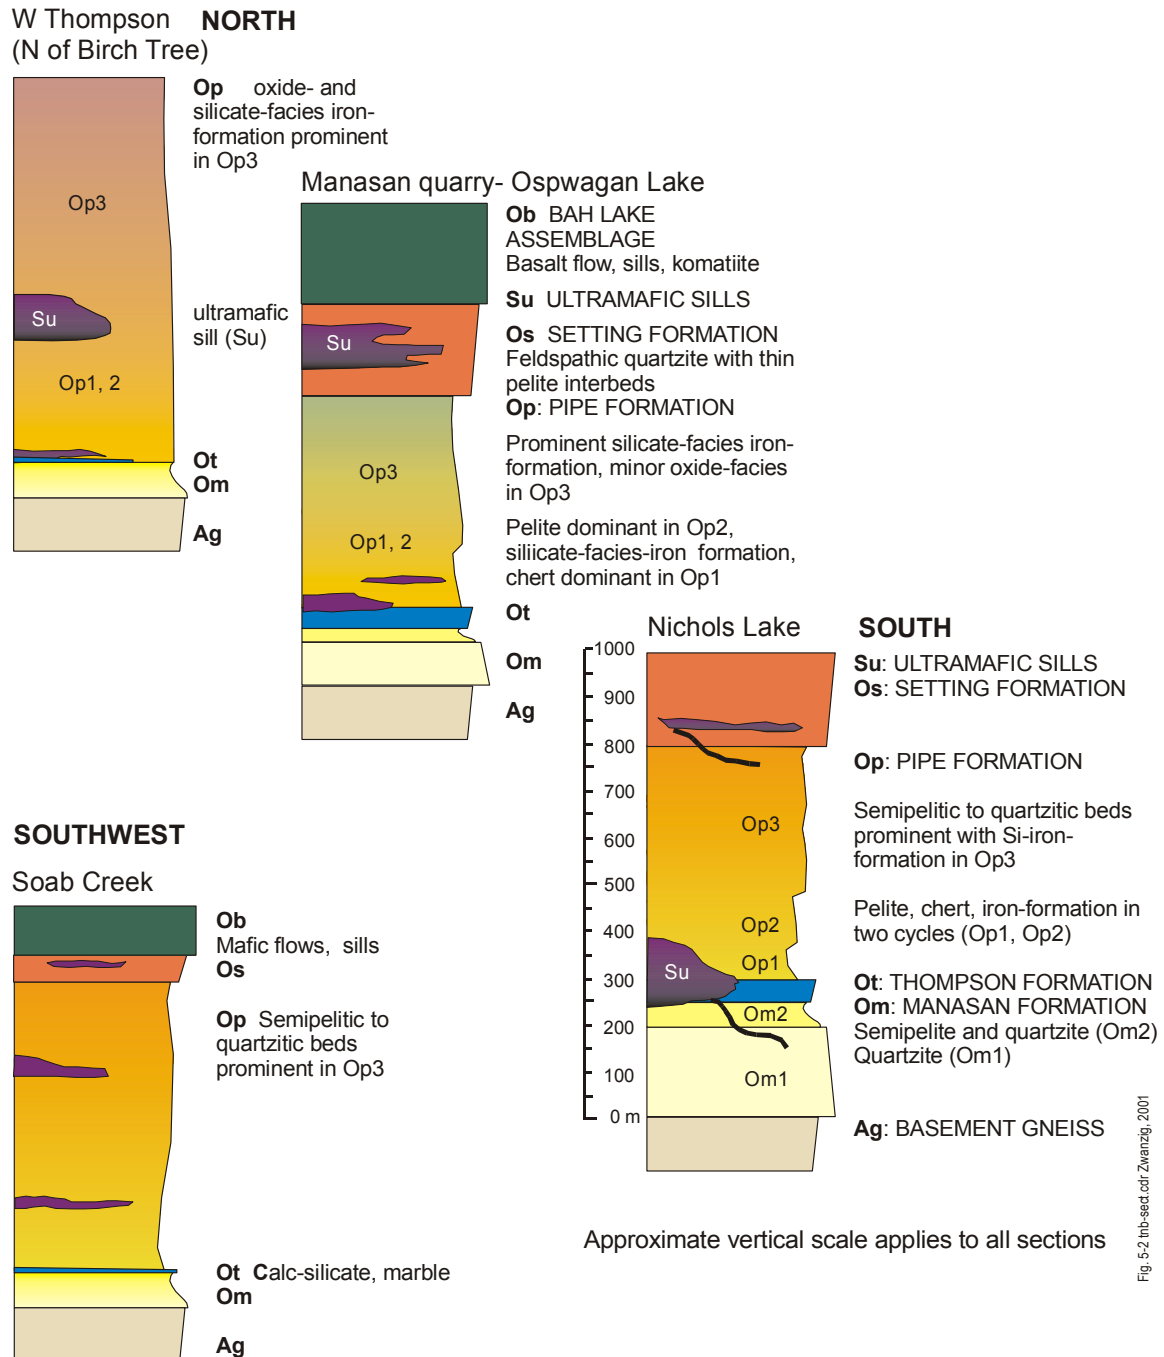 W Thompson NORTH
(N of Birch Tree)
Op oxide- and
silicate-facies iron-
formation prominent
in Op3
Op3
Su
ultramafic
sill (Su)
Op1, 2
Ot
Om
Ag
Manasan quarry- Ospwagan Lake
Ob BAH LAKE
ASSEMBLAGE
Basalt flow, sills, komatiite
Su ULTRAMAFIC SILLS
Su
Os SETTING FORMATION
Feldspathic quartzite with thin
pelite interbeds
Op: PIPE FORMATION
Prominent silicate-facies iron-
formation, minor oxide-facies
in Op3
Op3
Op1, 2
Pelite dominant in Op2,
siliicate-facies-iron formation,
chert dominant in Op1
Ot
Om
Ag
Nichols Lake SOUTH
1000
900
800
700
600
500
400
300
200
100
0 m
Op3
Op2
Op1
Su
Om2
Om1
Su: ULTRAMAFIC SILLS
Os: SETTING FORMATION
Op: PIPE FORMATION
Semipelitic to quartzitic beds
prominent with Si-iron-
formation in Op3
Pelite, chert, iron-formation in
two cycles (Op1, Op2)
Ot: THOMPSON FORMATION
Om: MANASAN FORMATION
Semipelite and quartzite (Om2)
Quartzite (Om1)
Ag: BASEMENT GNEISS
SOUTHWEST
Soab Creek
Ob
Mafic flows, sills
Os
Op Semipelitic to
quartzitic beds
prominent in Op3
Ot Calc-silicate, marble
Om
Ag
Approximate vertical scale applies to all sections
Fig. 5-2 tnb-sect.cdr Zwanzig, 2001